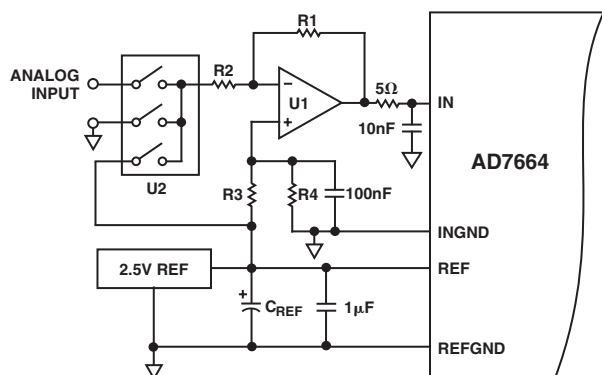 R1
ANALOG
INPUT
R2
–
U1
+
5Ω
IN
10nF
AD7664
U2
R3
R4
100nF
INGND
2.5V REF
REF
+
CREF
1μF
REFGND